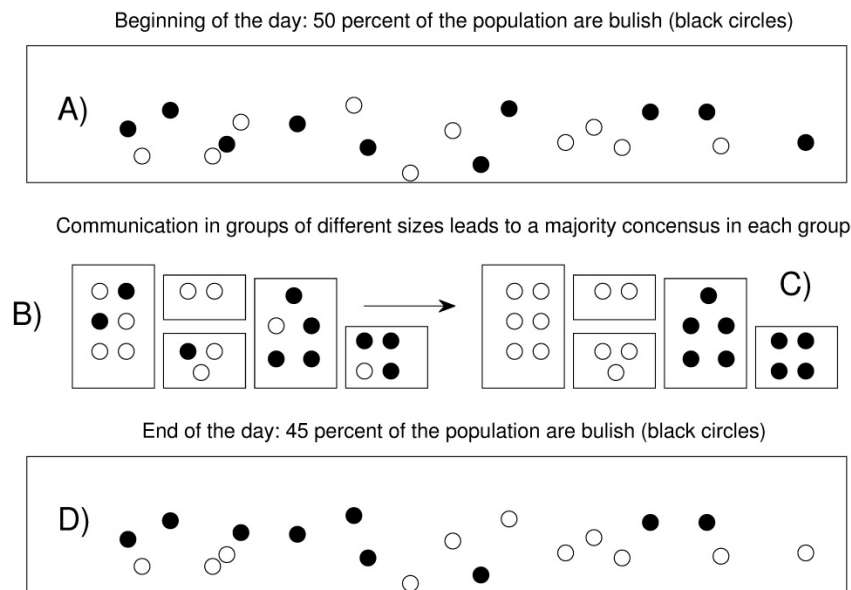 Beginning of the day: 50 percent of the population are bulish (black circles)
A)
Communication in groups of different sizes leads to a majority concensus in each group
B)
C)
End of the day: 45 percent of the population are bulish (black circles)
D)